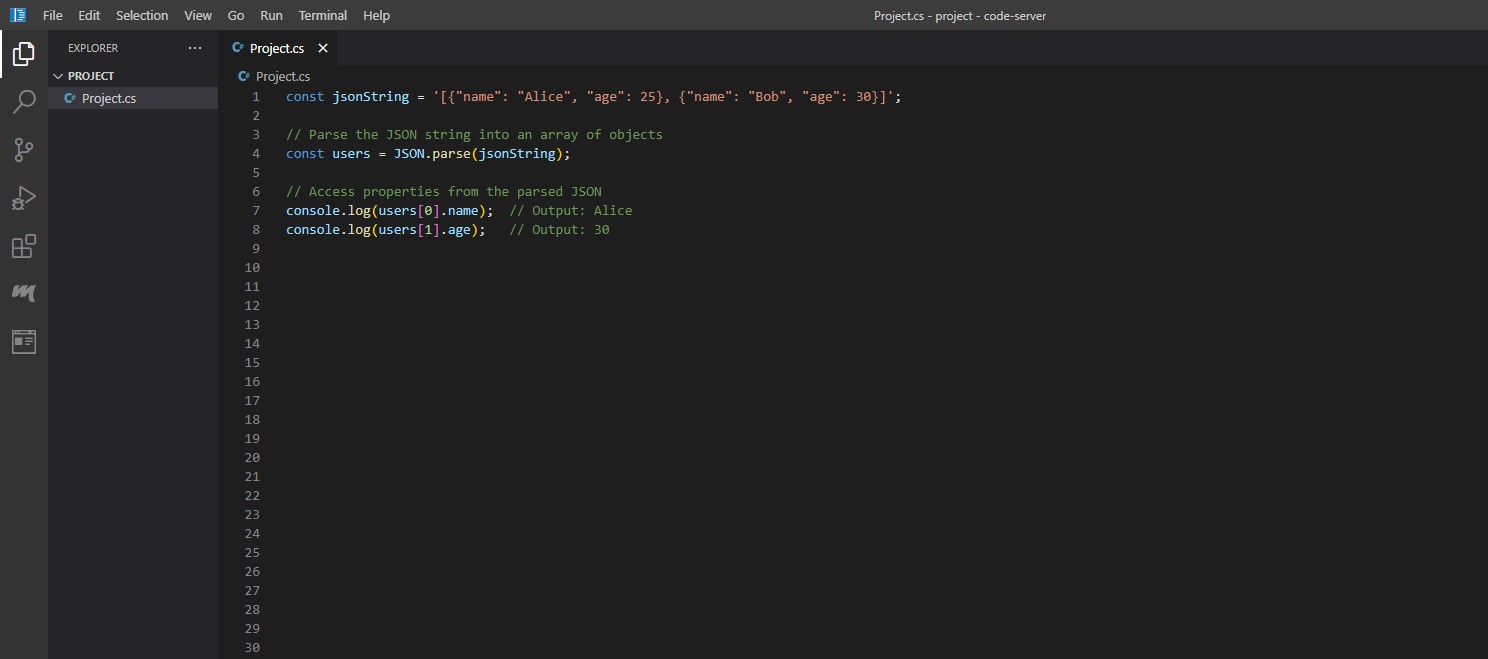 File Edit Selection View Go Run Terminal Help Project.cs - project - code-server
EXPLORER ···
PROJECT
Project.cs
Project.cs
Project.cs
1 const jsonString = '[{"name": "Alice", "age": 25}, {"name": "Bob", "age": 30}]';
2
3 // Parse the JSON string into an array of objects
4 const users = JSON.parse(jsonString);
5
6 // Access properties from the parsed JSON
7 console.log(users[0].name);  // Output: Alice
8 console.log(users[1].age);   // Output: 30
9
10
11
12
13
14
15
16
17
18
19
20
21
22
23
24
25
26
27
28
29
30